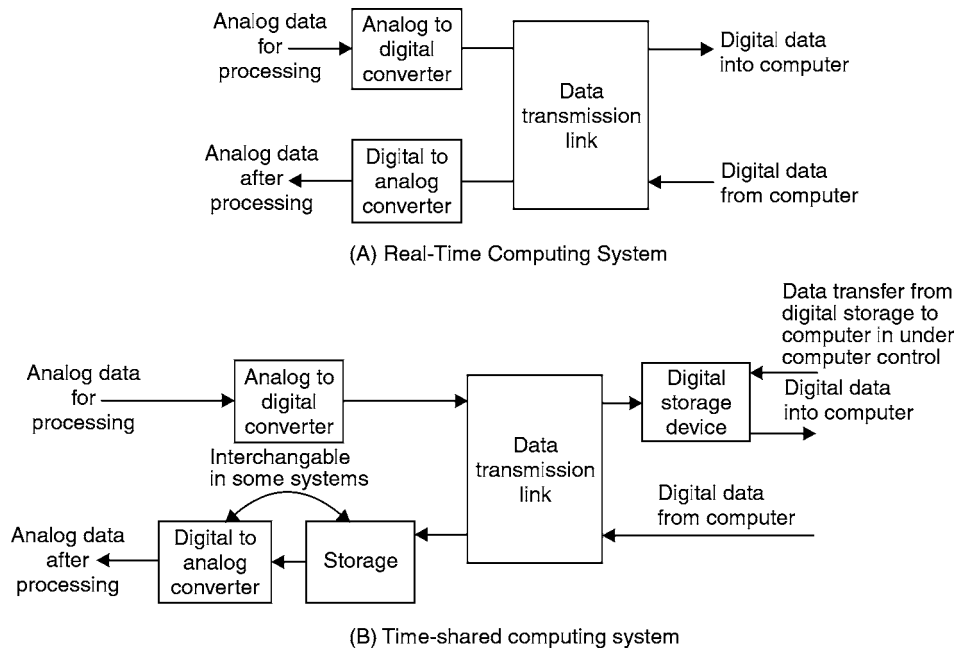 Analog data
for
processing
Analog to
digital
converter
Data
transmission
link
Digital data
into computer
Analog data
after
processing
Digital to
analog
converter
Digital data
from computer
(A) Real-Time Computing System
Data transfer from
digital storage to
computer in under
computer control
Analog data
for
processing
Analog to
digital
converter
Data
transmission
link
Digital
storage
device
Digital data
into computer
Interchangable
in some systems
Analog data
after
processing
Digital to
analog
converter
Storage
Digital data
from computer
(B) Time-shared computing system